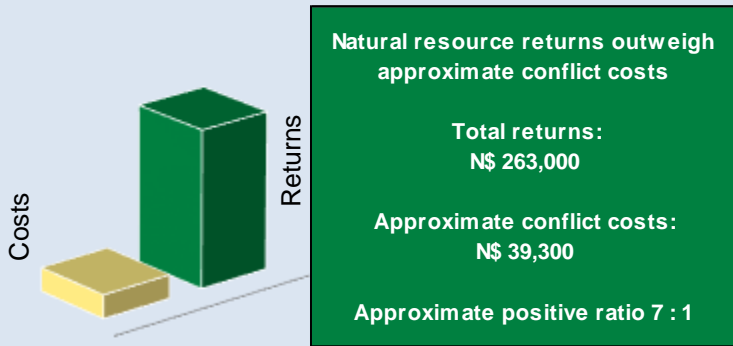 Costs
Returns
Natural resource returns outweigh
approximate conflict costs
Total returns:
N$ 263,000
Approximate conflict costs:
N$ 39,300
Approximate positive ratio 7 : 1